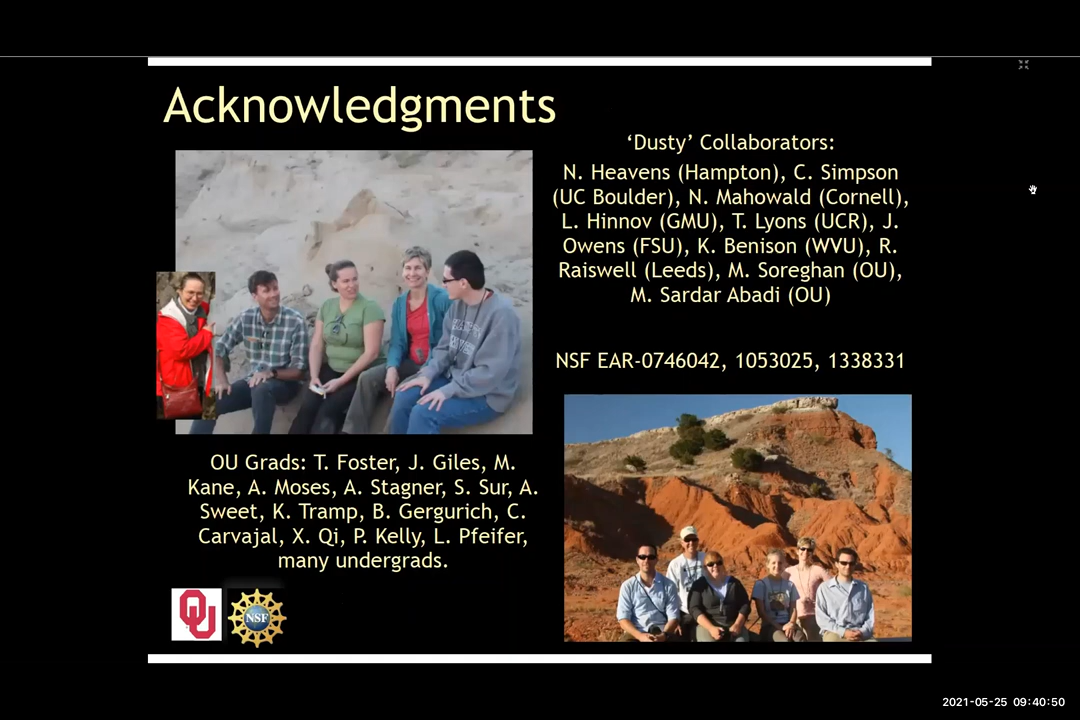 Acknowledgments
‘Dusty’ Collaborators:
N. Heavens (Hampton), C. Simpson
(UC Boulder), N. Mahowald (Cornell),
L. Hinnov (GMU), T. Lyons (UCR), J.
Owens (FSU), K. Benison (WVU), R.
Raiswell (Leeds), M. Soreghan (OU),
M. Sardar Abadi (OU)
NSF EAR-0746042, 1053025, 1338331
OU Grads: T. Foster, J. Giles, M.
Kane, A. Moses, A. Stagner, S. Sur, A.
Sweet, K. Tramp, B. Gergurich, C.
Carvajal, X. Qi, P. Kelly, L. Pfeifer,
many undergrads.
OU
NSF
2021-05-25 09:40:50